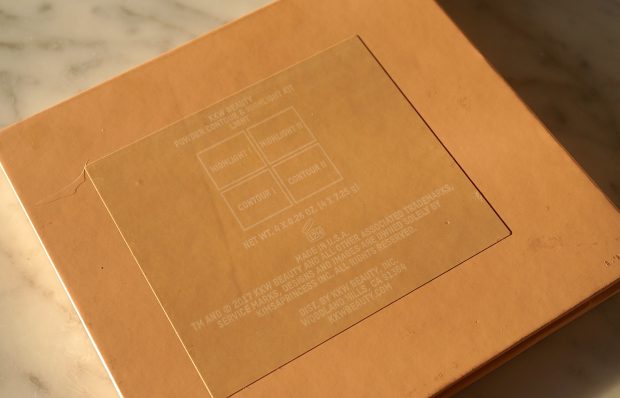 KKW BEAUTY
POWDER CONTOUR & HIGHLIGHT KIT
LIGHT
HIGHLIGHT I
HIGHLIGHT II
CONTOUR I
CONTOUR II
NET WT. 4 X 0.26 OZ. (4 X 7.25 g)
MADE IN U.S.A.
TM AND © 2017 KKW BEAUTY AND ALL OTHER ASSOCIATED TRADEMARKS,
SERVICE MARKS, DESIGNS AND IMAGES ARE OWNED SOLELY BY
KIMSAPRINCESS INC. ALL RIGHTS RESERVED.
DIST. BY KKW BEAUTY, INC.
WOODLAND HILLS, CA 91365
KKWBEAUTY.COM